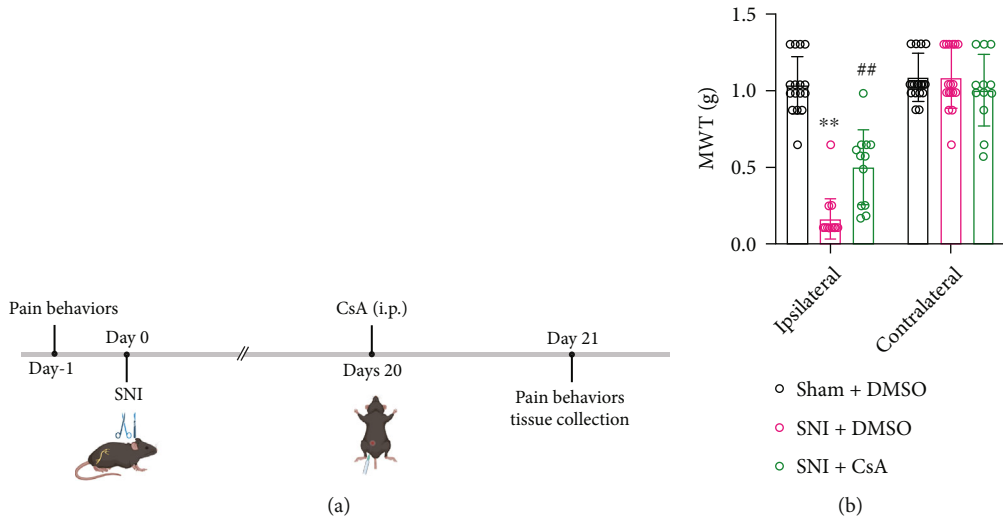 Pain behaviors
Day-1
Day 0
SNI
//
CsA (i.p.)
Days 20
Day 21
Pain behaviors
tissue collection
(a)
MWT (g)
1.5
1.0
0.5
0.0
**
##
Ipsilateral
Contralateral
Sham + DMSO
SNI + DMSO
SNI + CsA
(b)